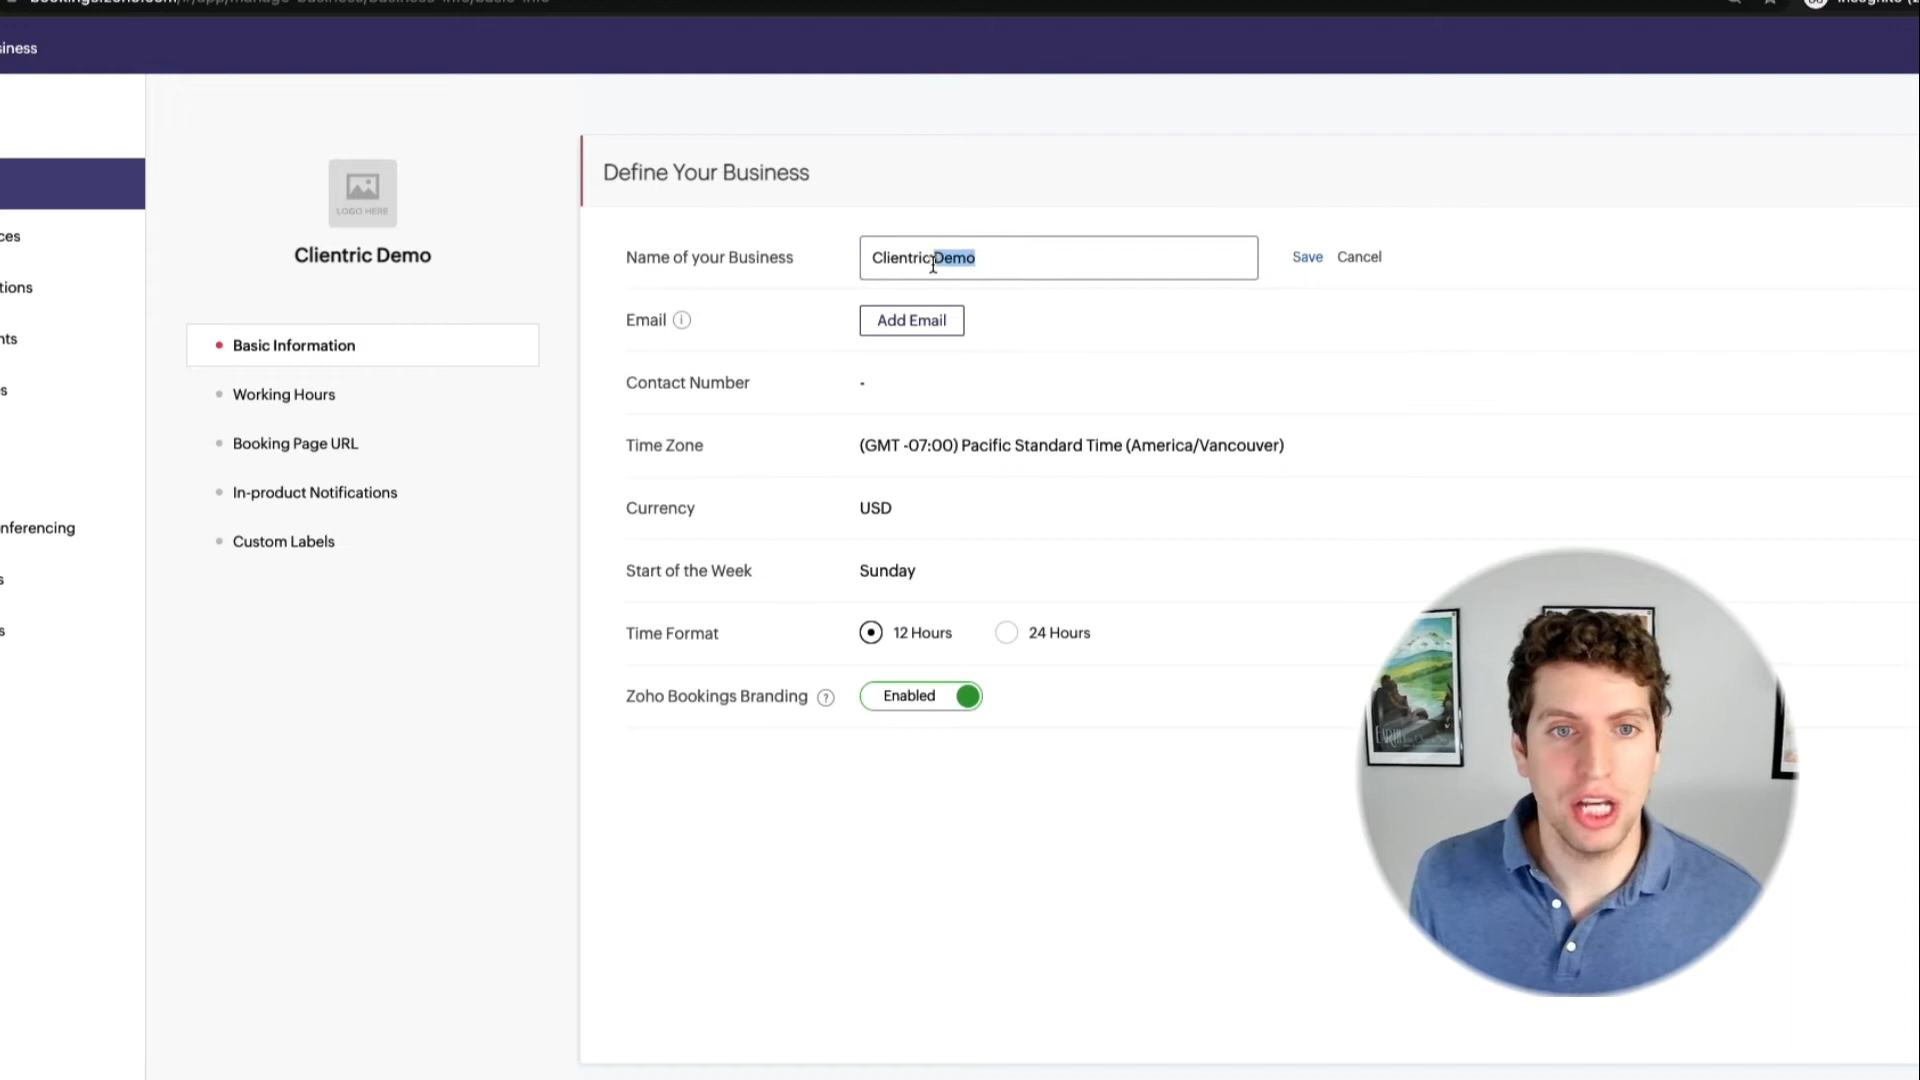 siness
ces
tions
nts
s
nferencing
s
s
LOGO HERE
Clientric Demo
Basic Information
Working Hours
Booking Page URL
In-product Notifications
Custom Labels
Define Your Business
Name of your Business Clientric Demo Save Cancel
Email i Add Email
Contact Number -
Time Zone (GMT -07:00) Pacific Standard Time (America/Vancouver)
Currency USD
Start of the Week Sunday
Time Format 12 Hours 24 Hours
Zoho Bookings Branding ? Enabled
EARTH